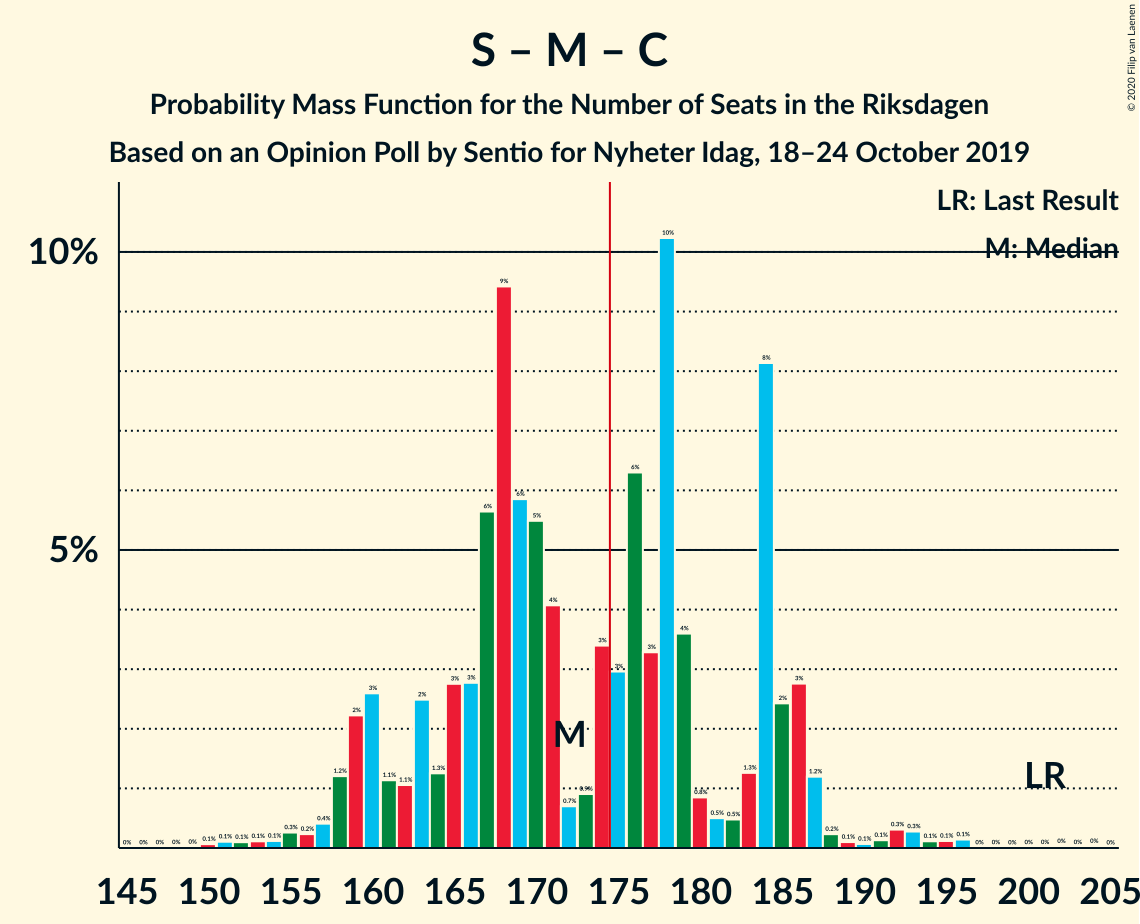 © 2020 Filip van Laenen
S – M – C
Probability Mass Function for the Number of Seats in the Riksdagen
Based on an Opinion Poll by Sentio for Nyheter Idag, 18–24 October 2019
LR: Last Result
M: Median
10%
5%
0% 0% 0% 0% 0% 0.1% 0.1% 0.1% 0.1% 0.1% 0.3% 0.2% 0.4% 1.2% 2% 3% 1.1% 1.1% 2% 1.3% 3% 3% 6% 9% 6% 5% 4% 0.7% 0.9% 3% 3% 6% 3% 10% 4% 0.8% 0.5% 0.5% 1.3% 8% 2% 3% 1.2% 0.2% 0.1% 0.1% 0.1% 0.3% 0.3% 0.1% 0.1% 0.1% 0% 0% 0% 0% 0% 0% 0% 0% 0%
M
LR
145 150 155 160 165 170 175 180 185 190 195 200 205